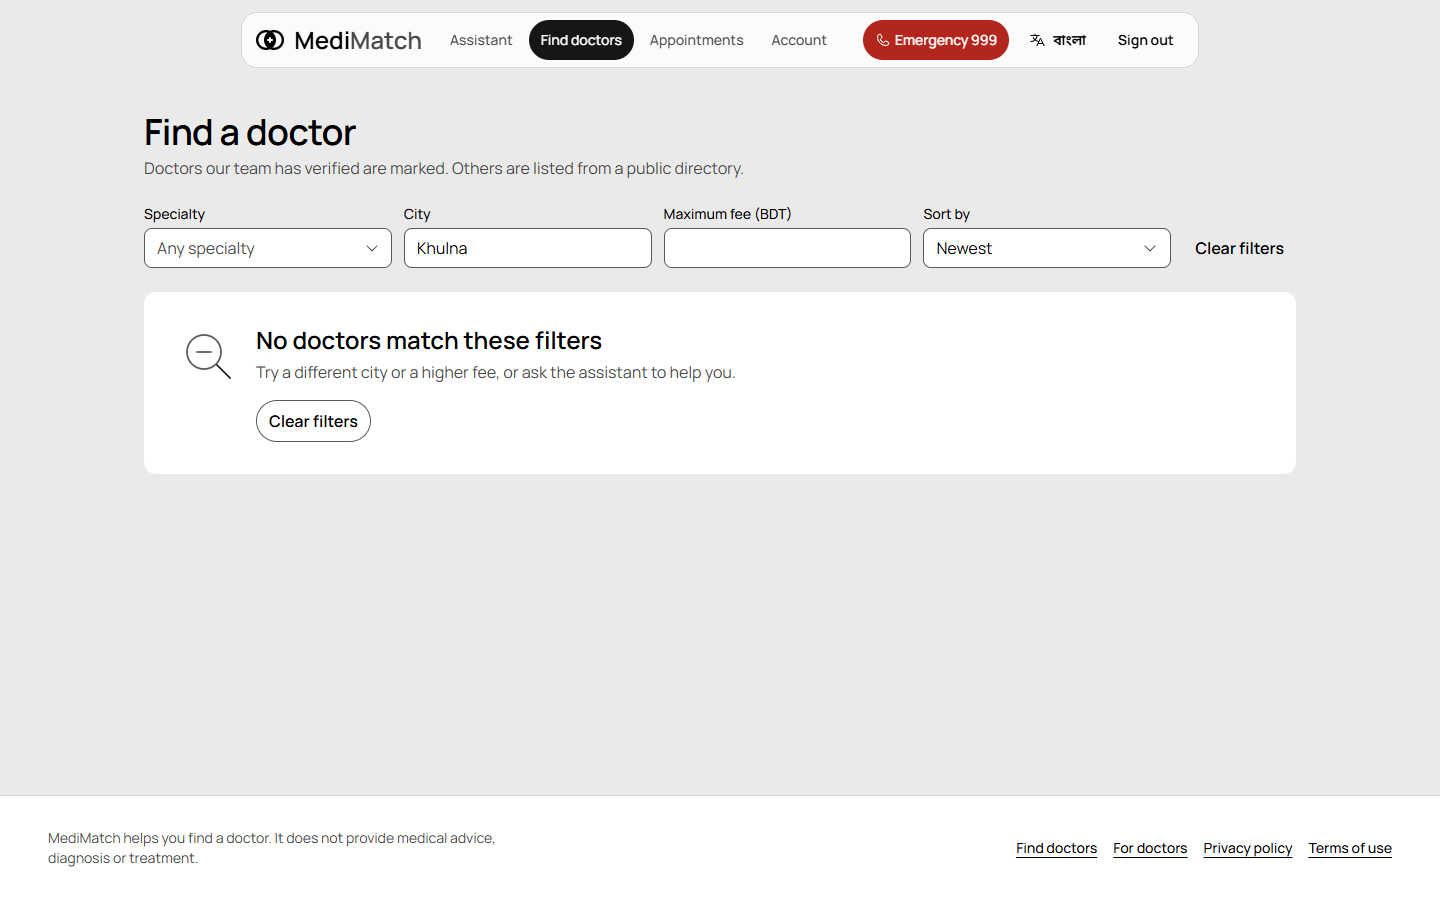 MediMatch Assistant Find doctors Appointments Account Emergency 999 বাংলা Sign out
Find a doctor
Doctors our team has verified are marked. Others are listed from a public directory.
Specialty City Maximum fee (BDT) Sort by
Any specialty Khulna Newest Clear filters
No doctors match these filters
Try a different city or a higher fee, or ask the assistant to help you.
Clear filters
MediMatch helps you find a doctor. It does not provide medical advice,
diagnosis or treatment.
Find doctors For doctors Privacy policy Terms of use